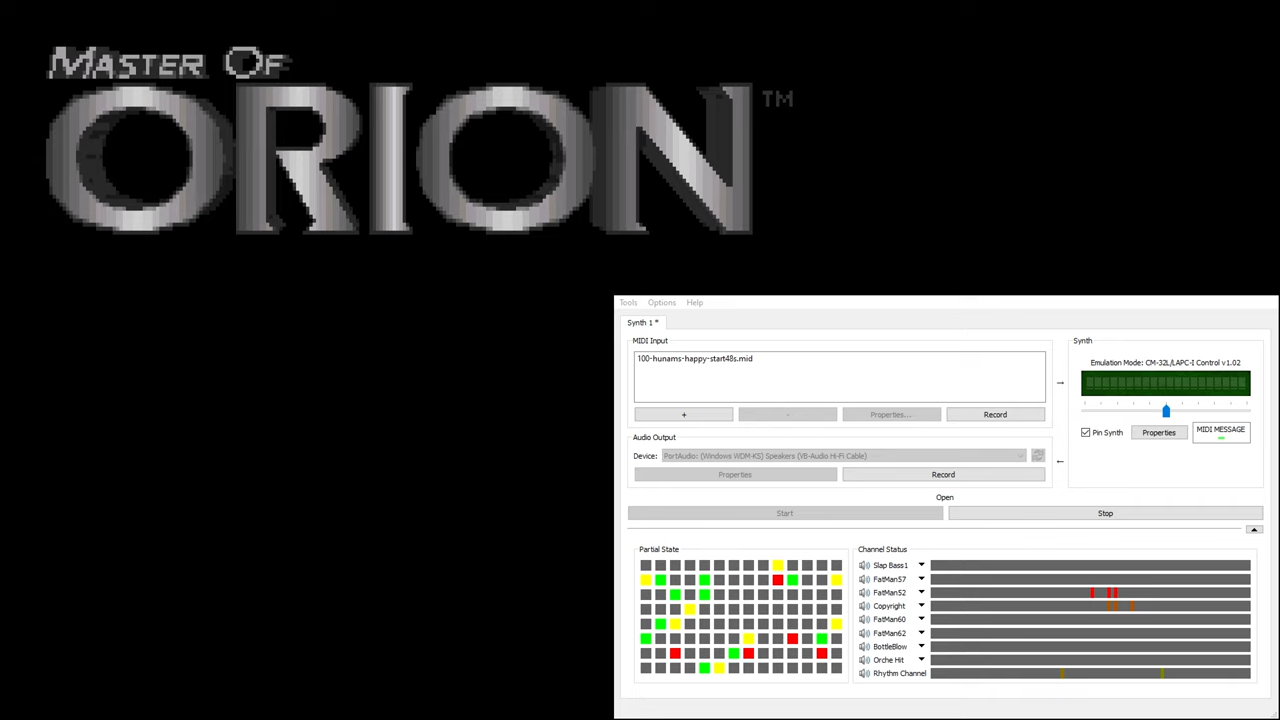 MASTER OF
ORION™
Tools Options Help
Synth 1 *
MIDI Input
100-hunams-happy-start48s.mid
+ - Properties... Record
Synth
Emulation Mode: CM-32L/LAPC-I Control v1.02
Pin Synth Properties MIDI MESSAGE
Audio Output
Device: PortAudio: (Windows WDM-KS) Speakers (VB-Audio Hi-Fi Cable)
Properties Record
Open
Start Stop
Partial State
Channel Status
Slap Bass1
FatMan57
FatMan52
Copyright
FatMan60
FatMan62
BottleBlow
Orche Hit
Rhythm Channel